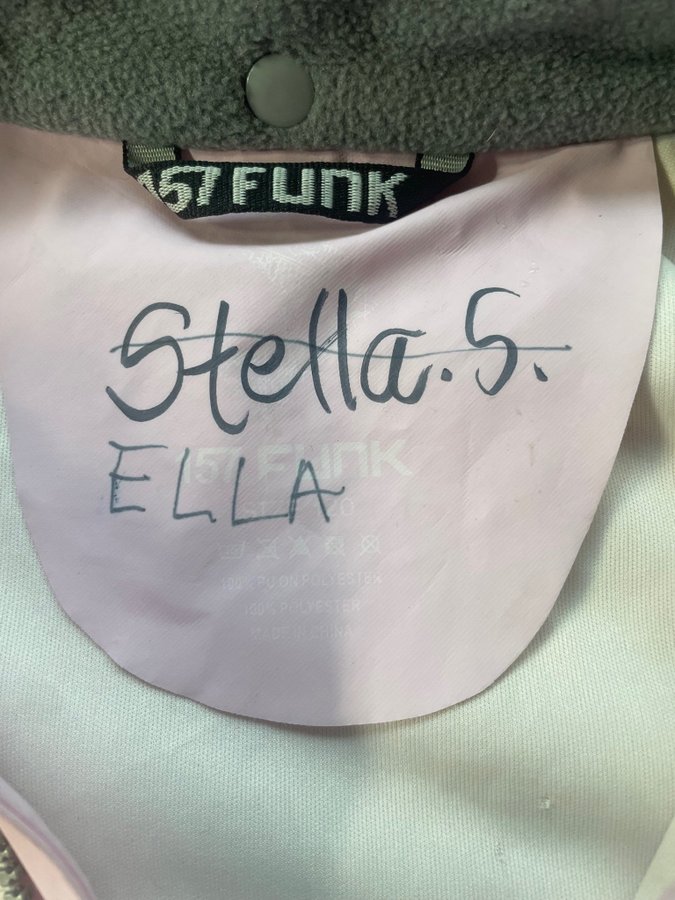 157 FUNK
Stella.S.
ELLA
157 FUNK
100% PU ON POLYESTER
100% POLYESTER
MADE IN CHINA